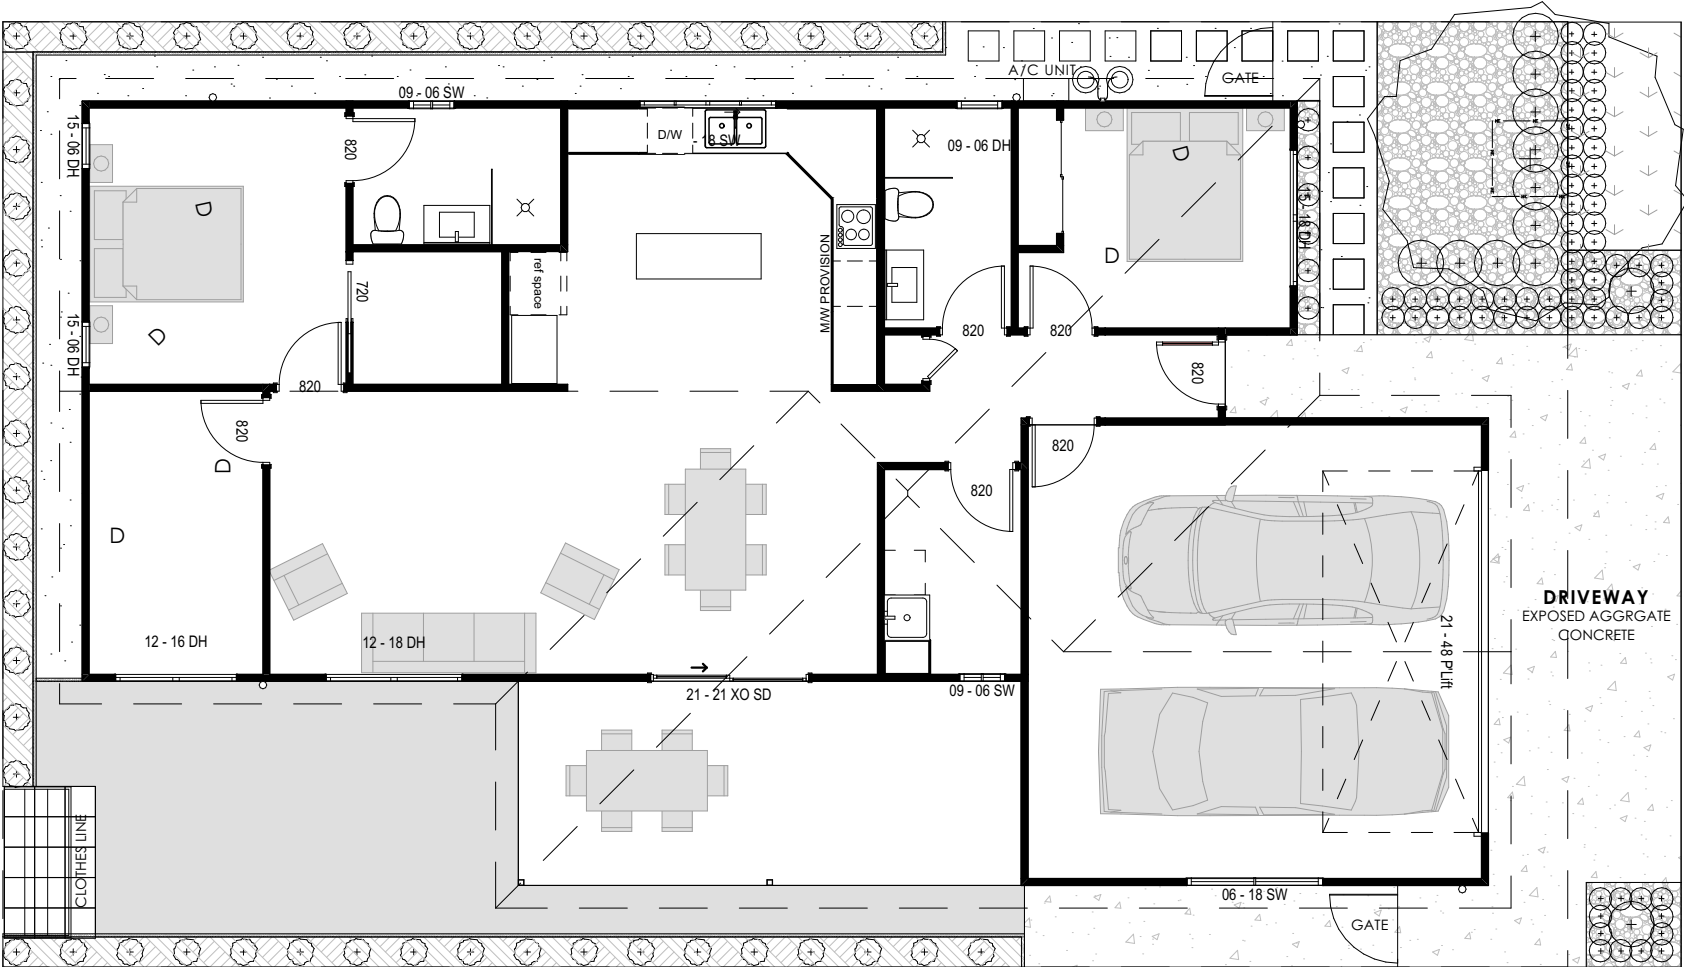 A/C UNIT
GATE
09 - 06 SW
15 - 06 DH
820
D/W
- 18 SW
09 - 06 DH
D
D
15 - 18 DH
D
M/W PROVISION
ref space
720
D
15 - 06 DH
820
820
820
820
820
D
820
820
D
12 - 16 DH
12 - 18 DH
21 - 21 XO SD
09 - 06 SW
21 - 48 P'Lift
DRIVEWAY
EXPOSED AGGRGATE
CONCRETE
CLOTHES LINE
06 - 18 SW
GATE